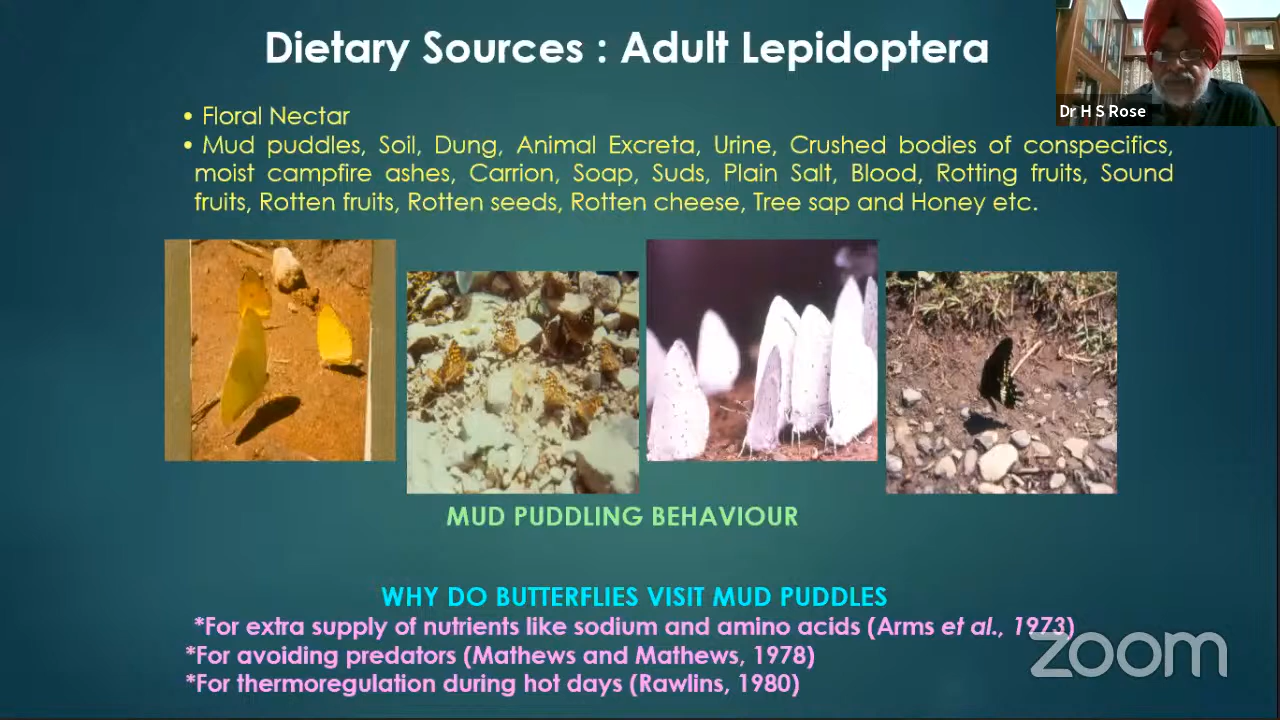 Dietary Sources : Adult Lepidoptera
Dr H S Rose
• Floral Nectar
• Mud puddles, Soil, Dung, Animal Excreta, Urine, Crushed bodies of conspecifics,
moist campfire ashes, Carrion, Soap, Suds, Plain Salt, Blood, Rotting fruits, Sound
fruits, Rotten fruits, Rotten seeds, Rotten cheese, Tree sap and Honey etc.
MUD PUDDLING BEHAVIOUR
WHY DO BUTTERFLIES VISIT MUD PUDDLES
*For extra supply of nutrients like sodium and amino acids (Arms et al., 1973)
*For avoiding predators (Mathews and Mathews, 1978)
*For thermoregulation during hot days (Rawlins, 1980)
zoom